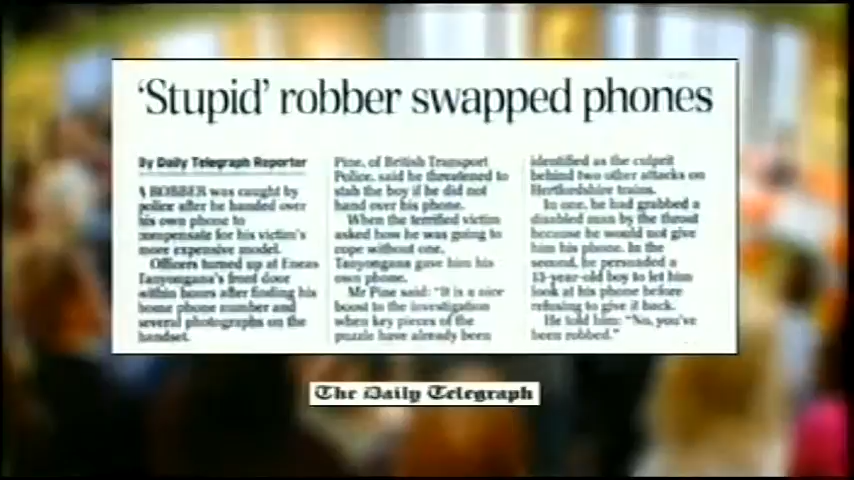 'Stupid' robber swapped phones
By Daily Telegraph Reporter
A ROBBER was caught by
police after he handed over
his own phone to
compensate for his victim's
more expensive model.
Officers turned up at Eneas
Tanyongana's front door
within hours after finding his
home phone number and
several photographs on the
handset.
Pine, of British Transport
Police, said he threatened to
stab the boy if he did not
hand over his phone.
When the terrified victim
asked how he was going to
cope without one,
Tanyongana gave him his
own phone.
Mr Pine said: "It is a nice
boost to the investigation
when key pieces of the
puzzle have already been
identified as the culprit
behind two other attacks on
Hertfordshire trains.
In one, he had grabbed a
disabled man by the throat
because he would not give
him his phone. In the
second, he persuaded a
13-year-old boy to let him
look at his phone before
refusing to give it back.
He told him: "No, you've
been robbed."
The Daily Telegraph